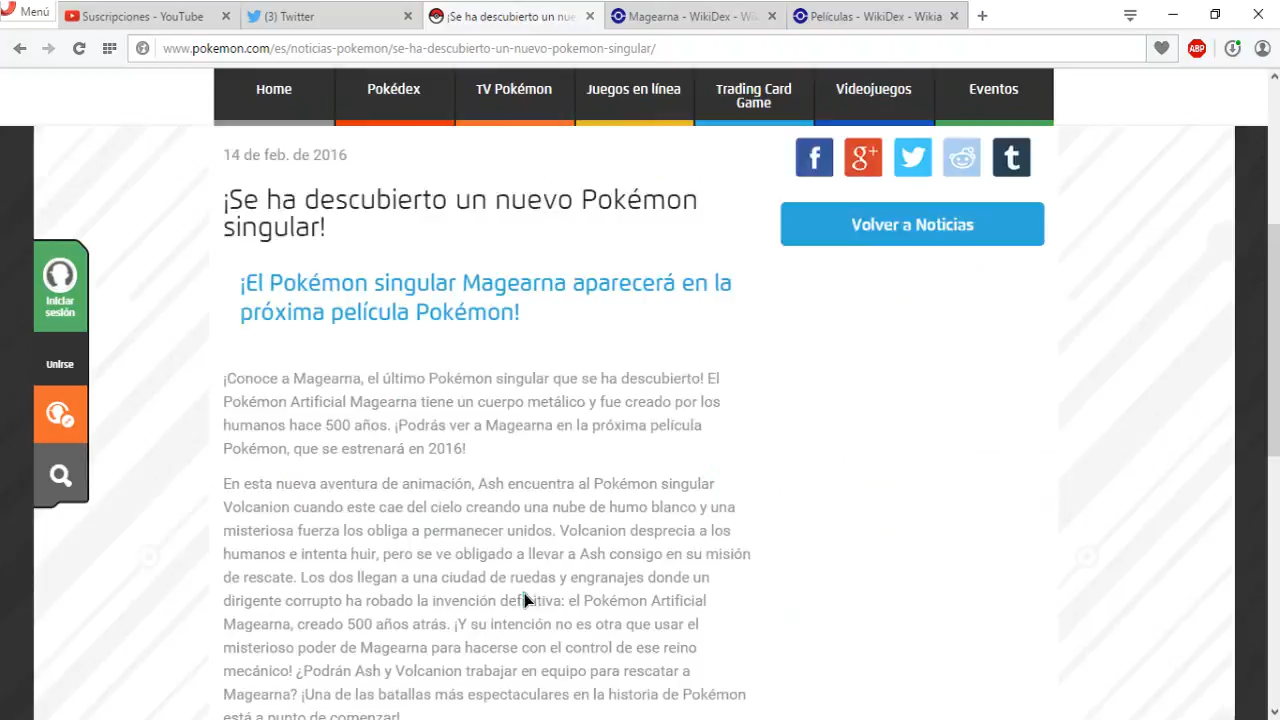 Menú
Suscripciones - YouTube
(3) Twitter
¡Se ha descubierto un nue
Magearna - WikiDex - Wi
Películas - WikiDex - Wikia
www.pokemon.com/es/noticias-pokemon/se-ha-descubierto-un-nuevo-pokemon-singular/
ABP
Home
Pokédex
TV Pokémon
Juegos en línea
Trading Card
Game
Videojuegos
Eventos
14 de feb. de 2016
f
g+
t
¡Se ha descubierto un nuevo Pokémon
singular!
Volver a Noticias
Iniciar
sesión
¡El Pokémon singular Magearna aparecerá en la
próxima película Pokémon!
Unirse
¡Conoce a Magearna, el último Pokémon singular que se ha descubierto! El
Pokémon Artificial Magearna tiene un cuerpo metálico y fue creado por los
humanos hace 500 años. ¡Podrás ver a Magearna en la próxima película
Pokémon, que se estrenará en 2016!
En esta nueva aventura de animación, Ash encuentra al Pokémon singular
Volcanion cuando este cae del cielo creando una nube de humo blanco y una
misteriosa fuerza los obliga a permanecer unidos. Volcanion desprecia a los
humanos e intenta huir, pero se ve obligado a llevar a Ash consigo en su misión
de rescate. Los dos llegan a una ciudad de ruedas y engranajes donde un
dirigente corrupto ha robado la invención definitiva: el Pokémon Artificial
Magearna, creado 500 años atrás. ¡Y su intención no es otra que usar el
misterioso poder de Magearna para hacerse con el control de ese reino
mecánico! ¿Podrán Ash y Volcanion trabajar en equipo para rescatar a
Magearna? ¡Una de las batallas más espectaculares en la historia de Pokémon
está a punto de comenzar!